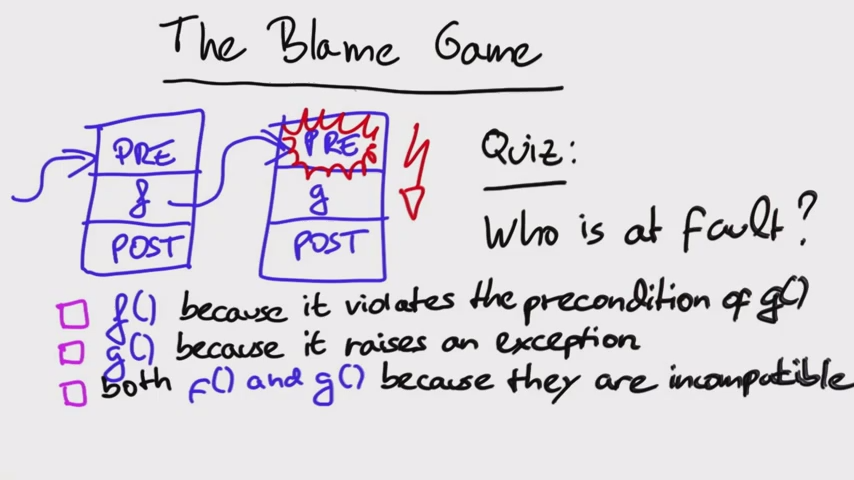 The Blame Game
PRE
f
POST
PRE
g
POST
Quiz:
Who is at fault?
f() because it violates the precondition of g()
g() because it raises an exception
both f() and g() because they are incompatible